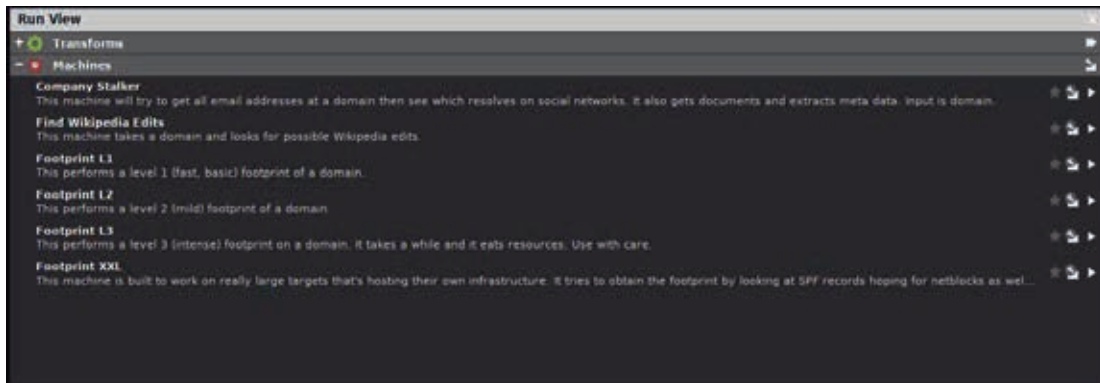 Run View
Transforms
Machines
Company Stalker
This machine will try to get all email addresses at a domain then see which resolves on social networks. It also gets documents and extracts meta data. Input is domain.
Find Wikipedia Edits
This machine takes a domain and looks for possible Wikipedia edits.
Footprint L1
This performs a level 1 (fast, basic) footprint of a domain.
Footprint L2
This performs a level 2 (mild) footprint of a domain
Footprint L3
This performs a level 3 (intense) footprint on a domain. It takes a while and it eats resources. Use with care.
Footprint XXL
This machine is built to work on really large targets that's hosting their own infrastructure. It tries to obtain the footprint by looking at SPF records hoping for netblocks as wel...